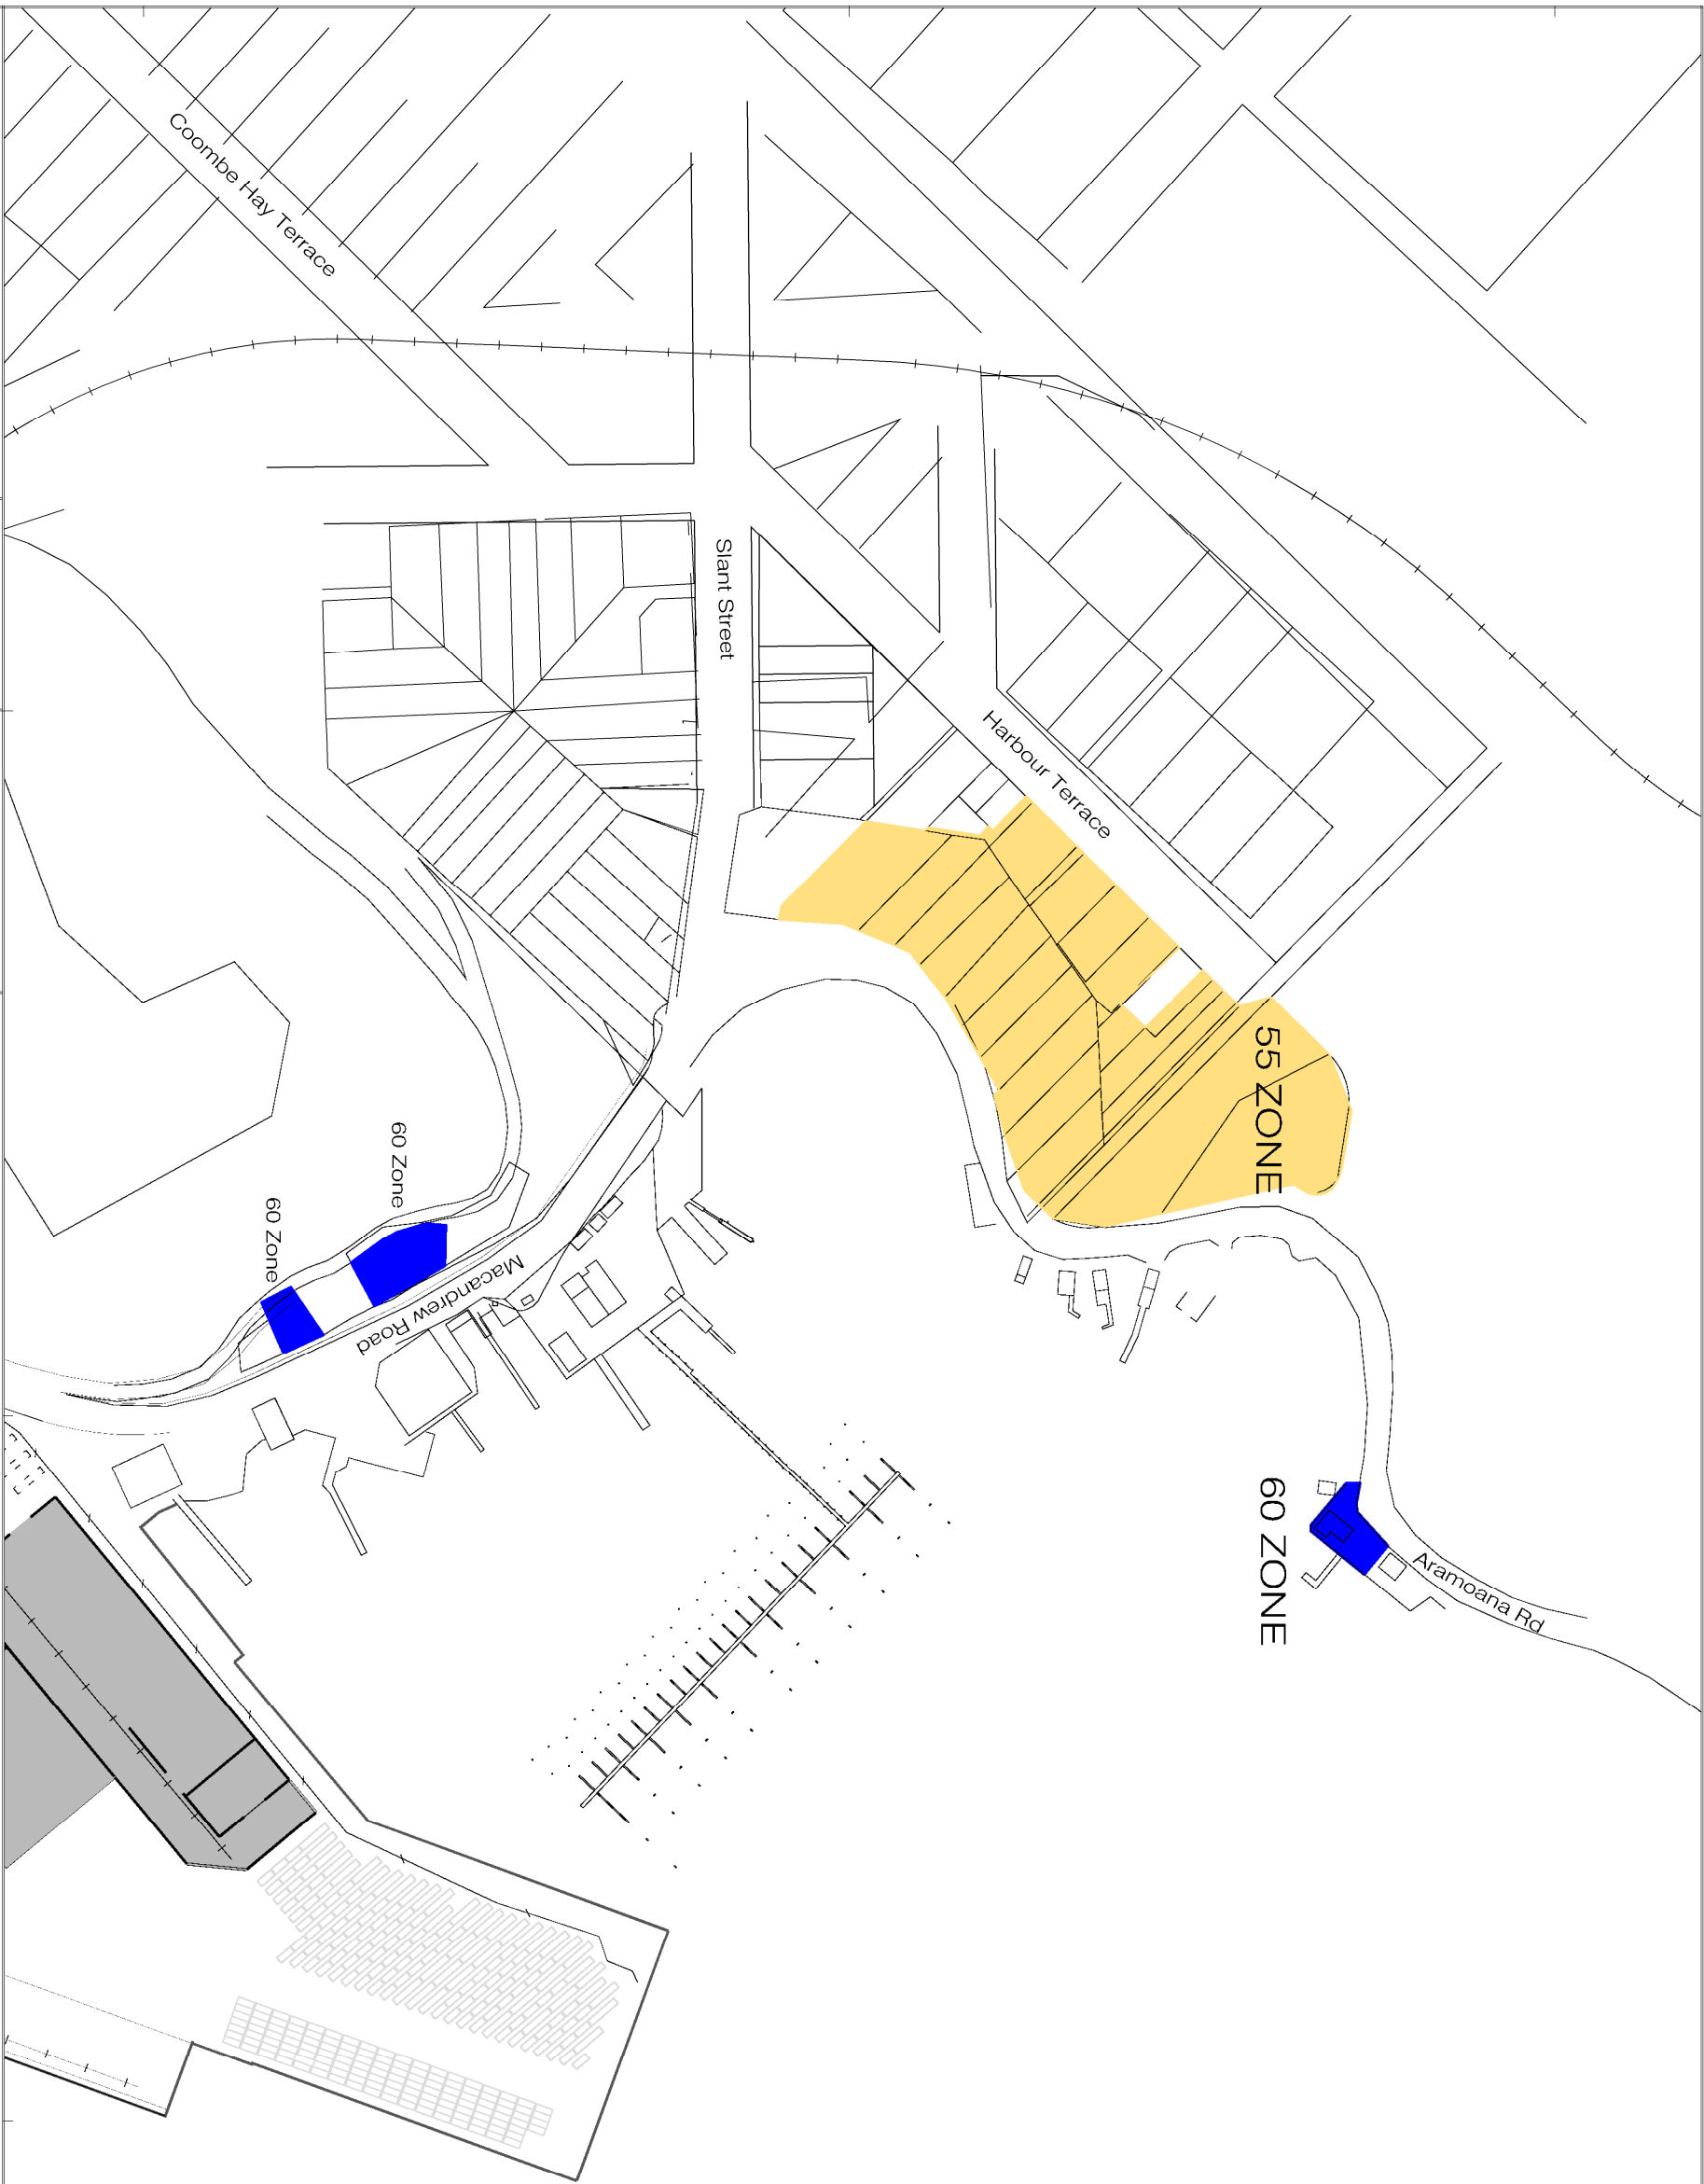 Coombe Hay Terrace
Slant Street
Harbour Terrace
55 ZONE
60 Zone
60 Zone
Macandrew Road
60 ZONE
Aramoana Rd